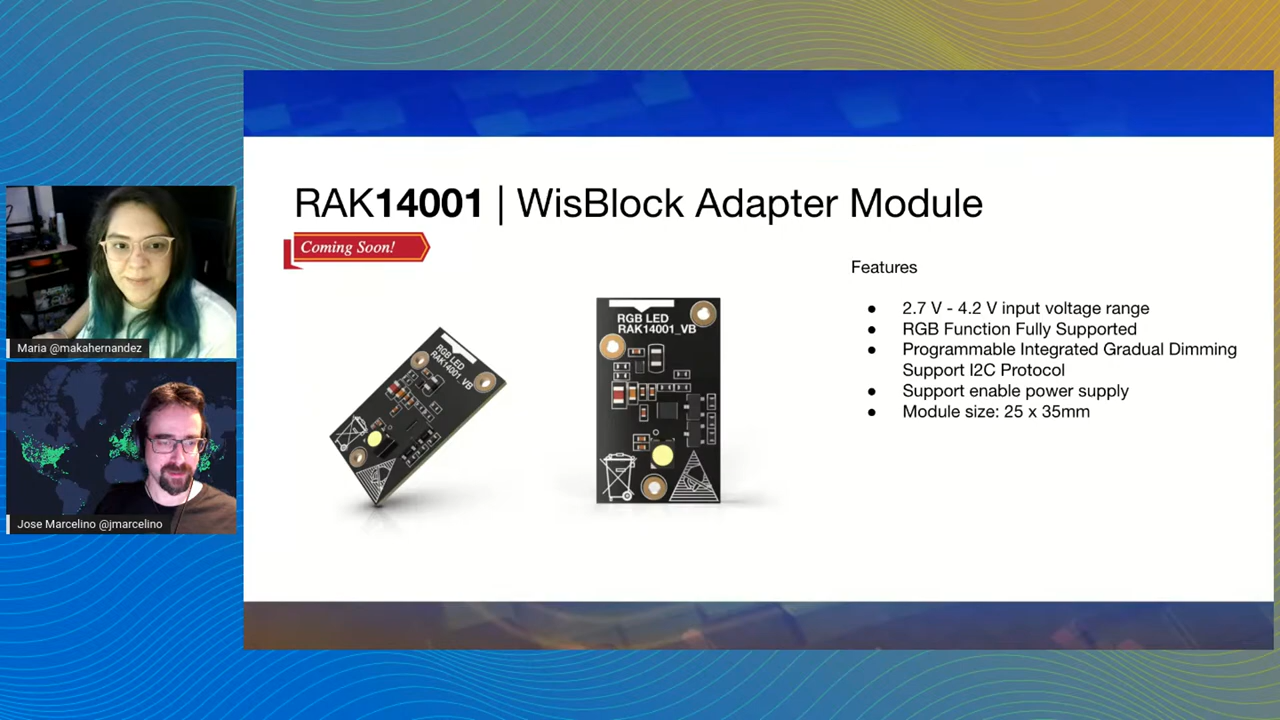 RAK14001 | WisBlock Adapter Module
Coming Soon!
Features
● 2.7 V - 4.2 V input voltage range
● RGB Function Fully Supported
● Programmable Integrated Gradual Dimming
Support I2C Protocol
● Support enable power supply
● Module size: 25 x 35mm
RGB LED
RAK14001_VB
RGB LED
RAK14001_VB
Maria @makahernandez
Jose Marcelino @jmarcelino